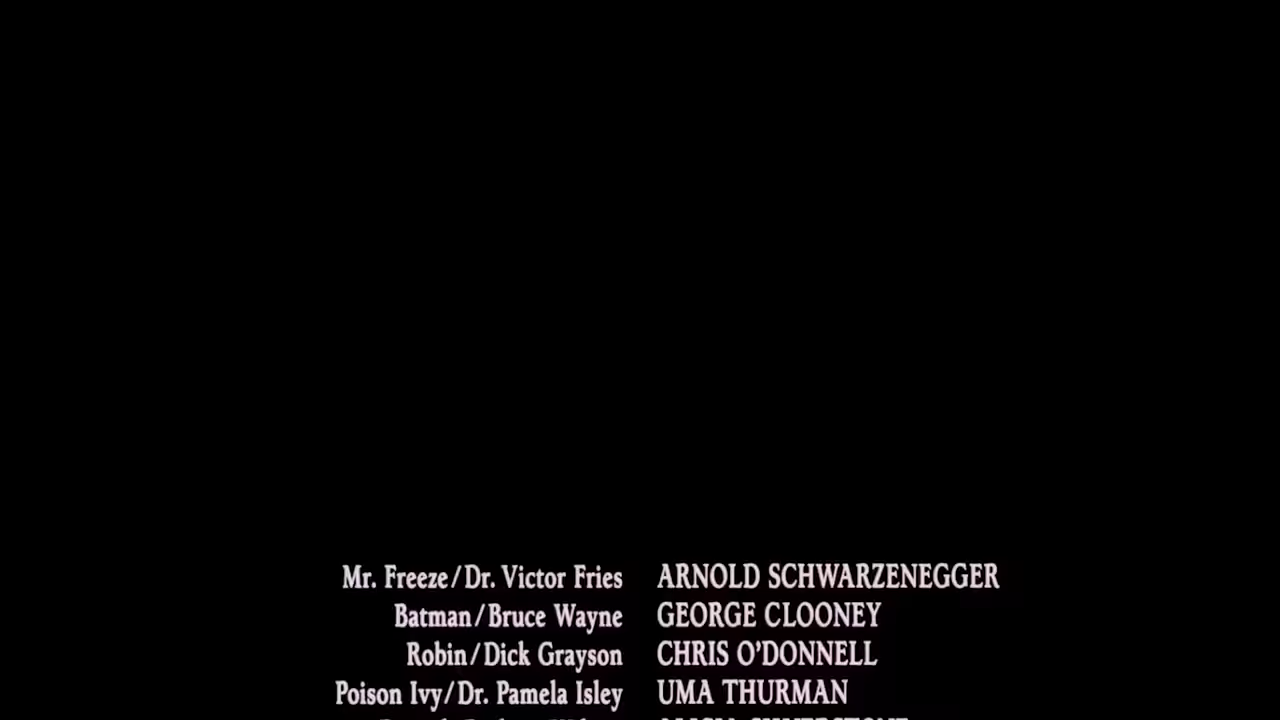 Mr. Freeze/Dr. Victor Fries ARNOLD SCHWARZENEGGER
Batman/Bruce Wayne GEORGE CLOONEY
Robin/Dick Grayson CHRIS O'DONNELL
Poison Ivy/Dr. Pamela Isley UMA THURMAN